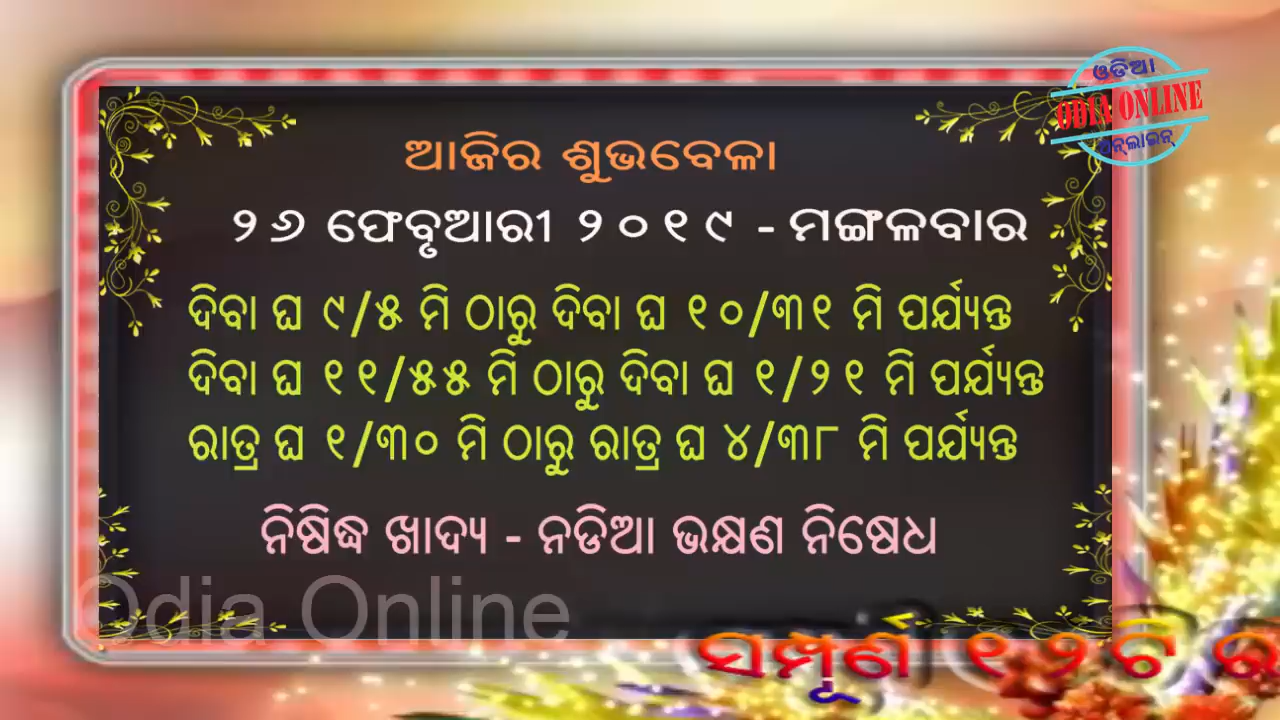 ଓଡିଆ
ODIA ONLINE
ଅନ୍‌ଲାଇନ୍
ଆଜିର ଶୁଭବେଳା
୨୬ ଫେବୃଆରୀ ୨୦୧୯ - ମଙ୍ଗଳବାର
ଦିବା ଘ ୯/୫ ମି ଠାରୁ ଦିବା ଘ ୧୦/୩୧ ମି ପର୍ଯ୍ୟନ୍ତ
ଦିବା ଘ ୧୧/୫୫ ମି ଠାରୁ ଦିବା ଘ ୧/୨୧ ମି ପର୍ଯ୍ୟନ୍ତ
ରାତ୍ର ଘ ୧/୩୦ ମି ଠାରୁ ରାତ୍ର ଘ ୪/୩୮ ମି ପର୍ଯ୍ୟନ୍ତ
ନିଷିଦ୍ଧ ଖାଦ୍ୟ - ନଡିଆ ଭକ୍ଷଣ ନିଷେଧ
Odia Online
ସମ୍ପୂର୍ଣ ୧୨ଟି